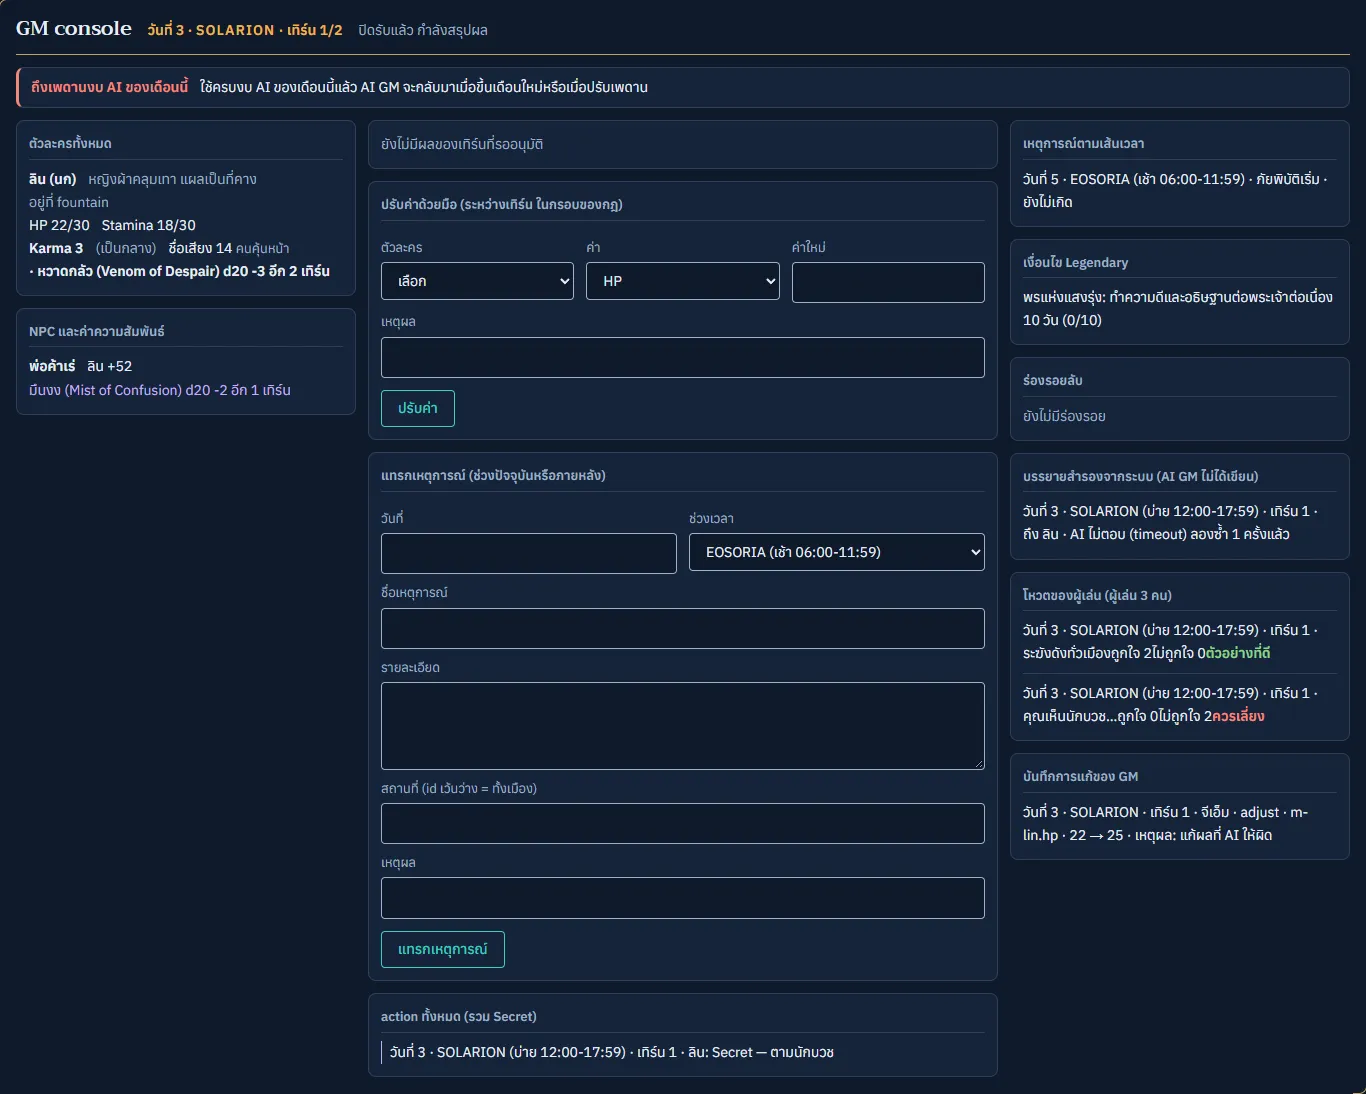 GM console วันที่ 3 · SOLARION · เทิร์น 1/2 ปิดรับแล้ว กำลังสรุปผล
ถึงเพดานงบ AI ของเดือนนี้ ใช้ครบงบ AI ของเดือนนี้แล้ว AI GM จะกลับมาเมื่อขึ้นเดือนใหม่หรือเมื่อปรับเพดาน
ตัวละครทั้งหมด
ลิน (นก) หญิงผ้าคลุมเทา แผลเป็นที่คาง
อยู่ที่ fountain
HP 22/30 Stamina 18/30
Karma 3 (เป็นกลาง) ชื่อเสียง 14 คนคุ้นหน้า
· หวาดกลัว (Venom of Despair) d20 -3 อีก 2 เทิร์น
NPC และค่าความสัมพันธ์
พ่อค้าเร่ ลิน +52
มึนงง (Mist of Confusion) d20 -2 อีก 1 เทิร์น
ยังไม่มีผลของเทิร์นที่รออนุมัติ
ปรับค่าด้วยมือ (ระหว่างเทิร์น ในกรอบของกฎ)
ตัวละคร ค่า ค่าใหม่
เลือก HP
เหตุผล
ปรับค่า
แทรกเหตุการณ์ (ช่วงปัจจุบันหรือภายหลัง)
วันที่ ช่วงเวลา
EOSORIA (เช้า 06:00-11:59)
ชื่อเหตุการณ์
รายละเอียด
สถานที่ (id เว้นว่าง = ทั้งเมือง)
เหตุผล
แทรกเหตุการณ์
action ทั้งหมด (รวม Secret)
วันที่ 3 · SOLARION (บ่าย 12:00-17:59) · เทิร์น 1 · ลิน: Secret — ตามนักบวช
เหตุการณ์ตามเส้นเวลา
วันที่ 5 · EOSORIA (เช้า 06:00-11:59) · ภัยพิบัติเริ่ม ·
ยังไม่เกิด
เงื่อนไข Legendary
พรแห่งแสงรุ่ง: ทำความดีและอธิษฐานต่อพระเจ้าต่อเนื่อง
10 วัน (0/10)
ร่องรอยลับ
ยังไม่มีร่องรอย
บรรยายสำรองจากระบบ (AI GM ไม่ได้เขียน)
วันที่ 3 · SOLARION (บ่าย 12:00-17:59) · เทิร์น 1 ·
ถึง ลิน · AI ไม่ตอบ (timeout) ลองซ้ำ 1 ครั้งแล้ว
โหวตของผู้เล่น (ผู้เล่น 3 คน)
วันที่ 3 · SOLARION (บ่าย 12:00-17:59) · เทิร์น 1 ·
ระฆังดังทั่วเมืองถูกใจ 2ไม่ถูกใจ 0ตัวอย่างที่ดี
วันที่ 3 · SOLARION (บ่าย 12:00-17:59) · เทิร์น 1 ·
คุณเห็นนักบวช…ถูกใจ 0ไม่ถูกใจ 2ควรเลี่ยง
บันทึกการแก้ของ GM
วันที่ 3 · SOLARION · เทิร์น 1 · จีเอ็ม · adjust · m-
lin.hp · 22 → 25 · เหตุผล: แก้ผลที่ AI ให้ผิด